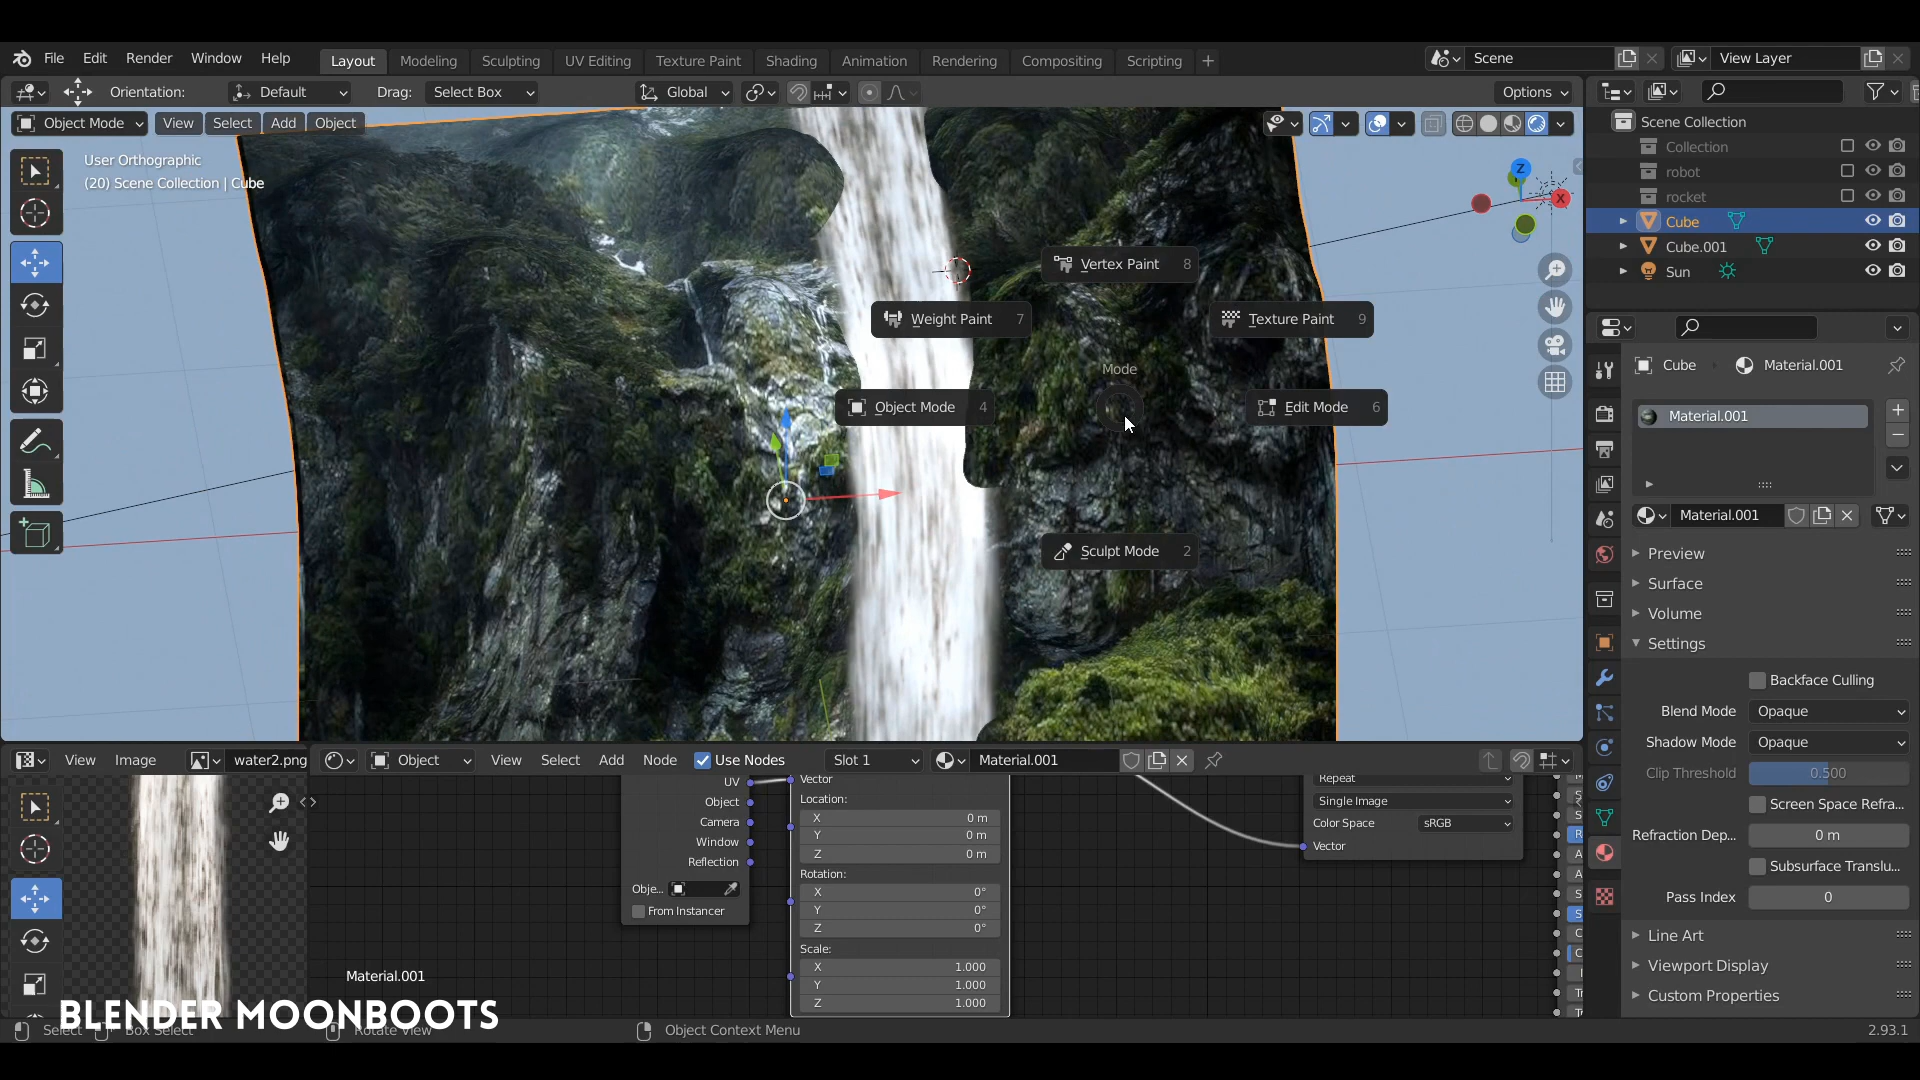 File Edit Render Window Help Layout Modeling Sculpting UV Editing Texture Paint Shading Animation Rendering Compositing Scripting + Scene View Layer
Orientation: Default Drag: Select Box Global Options
Object Mode View Select Add Object
User Orthographic
(20) Scene Collection | Cube
Z
X
Vertex Paint 8
Weight Paint 7
Texture Paint 9
Mode
Object Mode 4
Edit Mode 6
Sculpt Mode 2
Scene Collection
Collection
robot
rocket
Cube
Cube.001
Sun
Cube Material.001
Material.001
Material.001
Preview
Surface
Volume
Settings
Backface Culling
Blend Mode Opaque
Shadow Mode Opaque
Clip Threshold 0.500
Screen Space Refra...
Refraction Dep... 0 m
Subsurface Translu...
Pass Index 0
Line Art
Viewport Display
Custom Properties
View Image water2.png
Object View Select Add Node Use Nodes Slot 1 Material.001
UV
Object
Camera
Window
Reflection
Obje...
From Instancer
Vector
Location:
X 0 m
Y 0 m
Z 0 m
Rotation:
X 0°
Y 0°
Z 0°
Scale:
X 1.000
Y 1.000
Z 1.000
Repeat
Single Image
Color Space sRGB
Vector
Material.001
BLENDER MOONBOOTS
Select Box Select Rotate View Object Context Menu 2.93.1